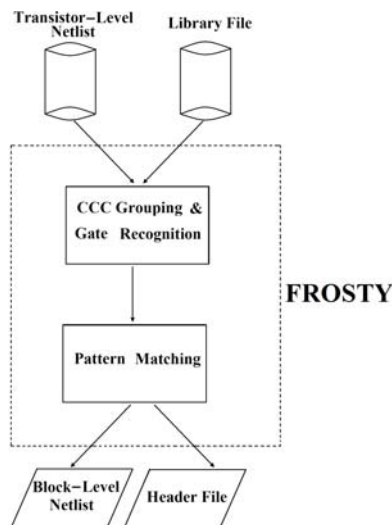 Transistor−Level
Netlist
Library File
CCC Grouping &
Gate Recognition
FROSTY
Pattern Matching
Block−Level
Netlist
Header File